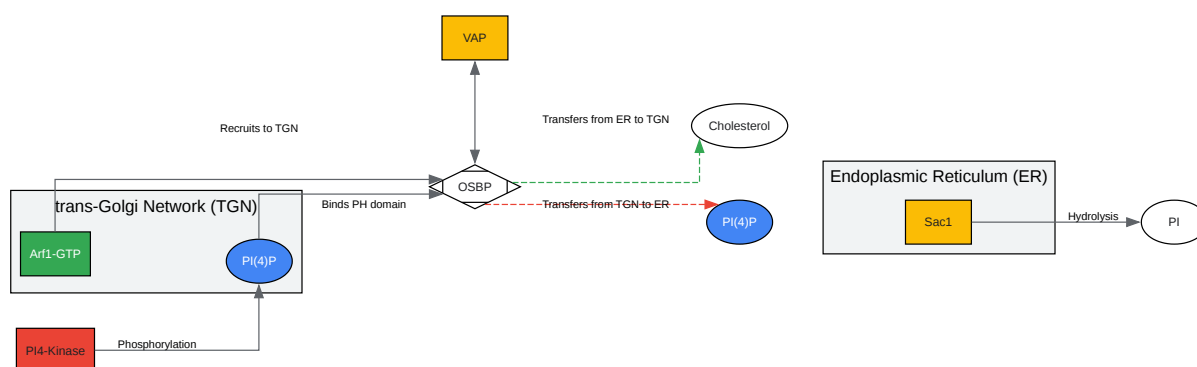 VAP
Transfers from ER to TGN
Cholesterol
Recruits to TGN
Endoplasmic Reticulum (ER)
OSBP
trans-Golgi Network (TGN)
Binds PH domain
Transfers from TGN to ER
PI(4)P
Sac1
Hydrolysis
PI
Arf1-GTP
PI(4)P
PI4-Kinase
Phosphorylation